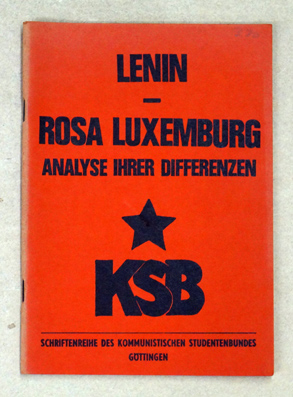 LENIN
–
ROSA LUXEMBURG
ANALYSE IHRER DIFFERENZEN
KSB
SCHRIFTENREIHE DES KOMMUNISTISCHEN STUDENTENBUNDES
GÖTTINGEN